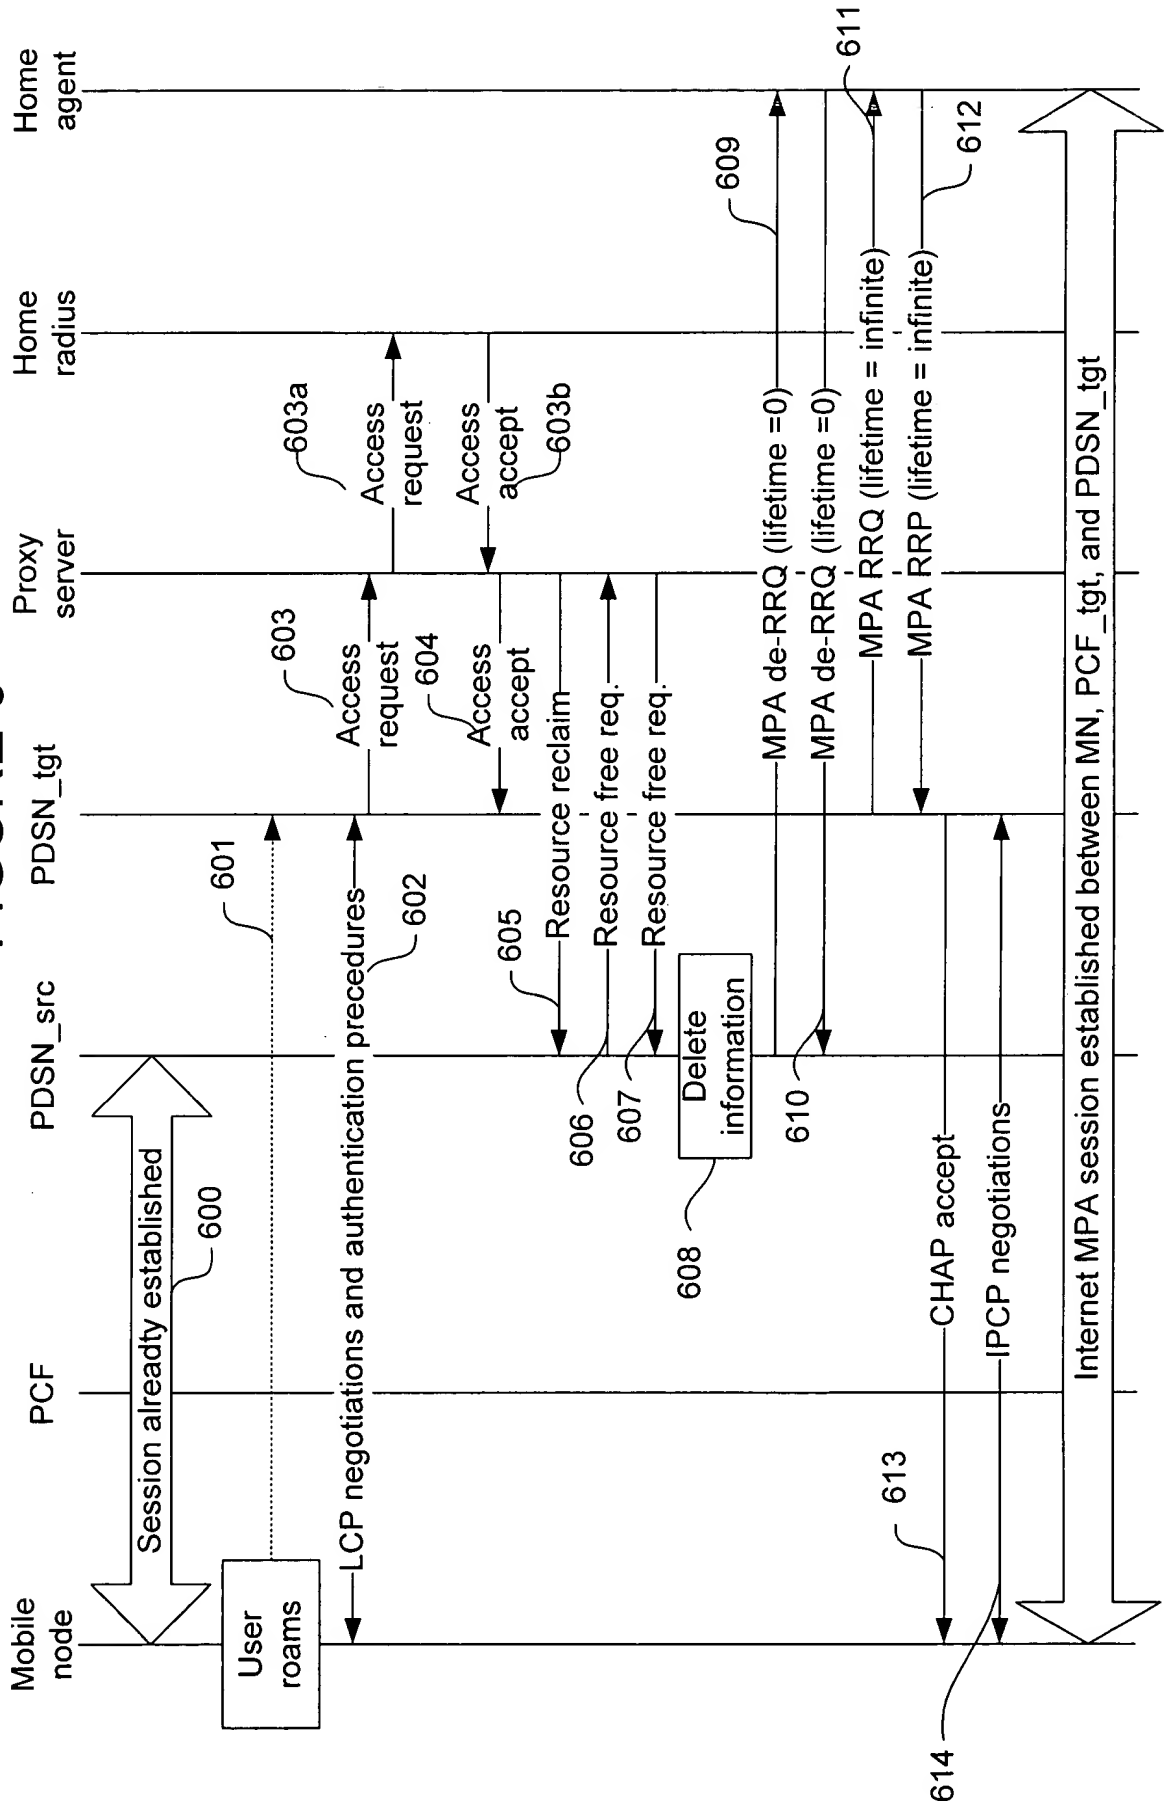 Mobile
node
PCF
PDSN_src
PDSN_tgt
Proxy
server
Home
radius
Home
agent
Session alreadty established
600
User
roams
601
LCP negotiations and authentication precedures
602
603
Access
request
603a
Access
request
Access
accept
603b
604
Access
accept
605
Resource reclaim
606
Resource free req.
607
Resource free req.
608
Delete
information
609
MPA de-RRQ (lifetime =0)
610
MPA de-RRQ (lifetime =0)
611
MPA RRQ (lifetime = infinite)
612
MPA RRP (lifetime = infinite)
613
CHAP accept
614
IPCP negotiations
Internet MPA session established between MN, PCF_tgt, and PDSN_tgt